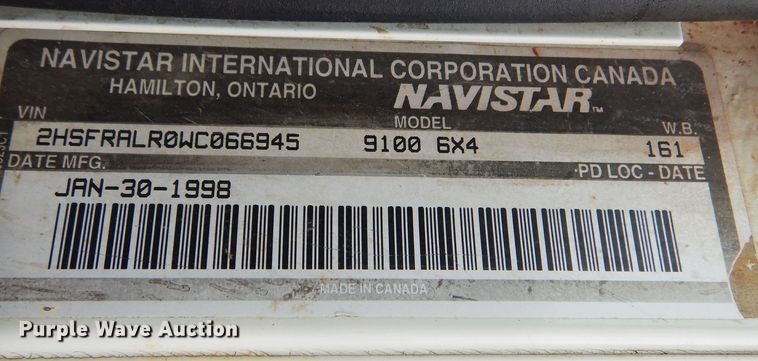 NAVISTAR INTERNATIONAL CORPORATION CANADA
HAMILTON, ONTARIO NAVISTAR™
VIN MODEL W.B.
2HSFRALR0WC066945 9100 6X4 161
DATE MFG. PD LOC - DATE
JAN-30-1998
MADE IN CANADA
Purple Wave Auction